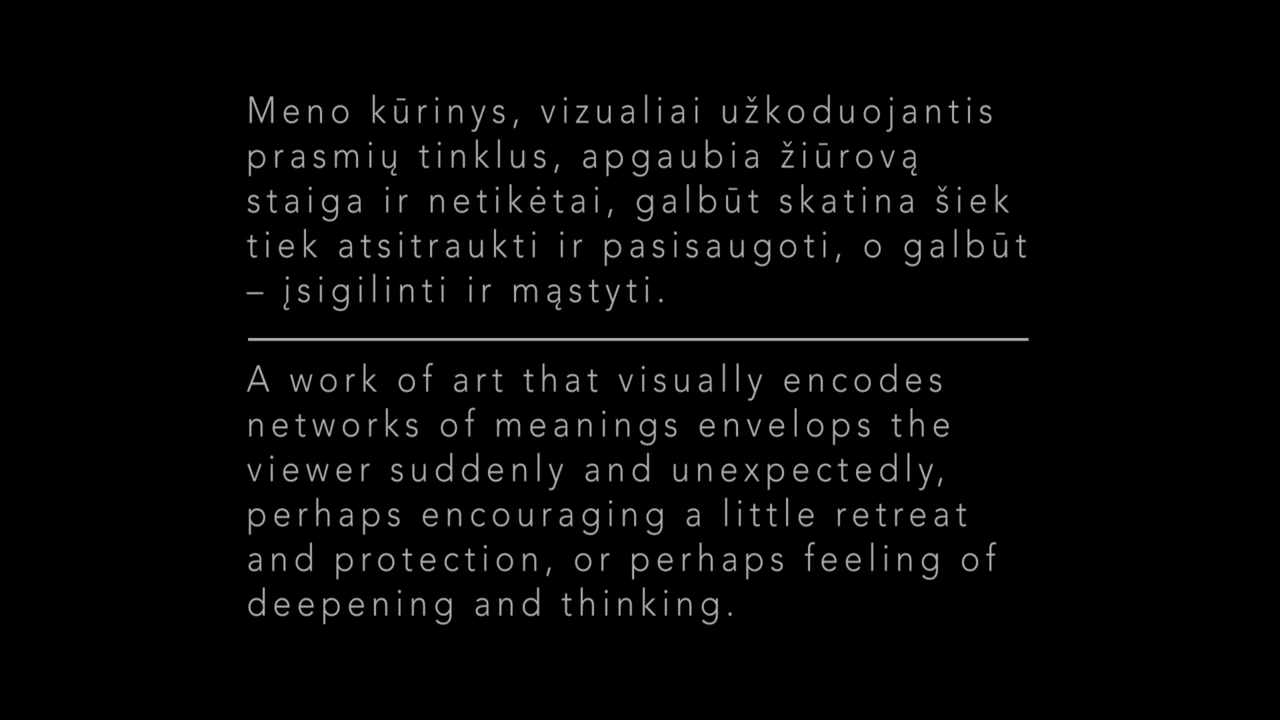 Meno kūrinys, vizualiai užkoduojantis
prasmių tinklus, apgaubia žiūrovą
staiga ir netikėtai, galbūt skatina šiek
tiek atsitraukti ir pasisaugoti, o galbūt
– įsigilinti ir mąstyti.
A work of art that visually encodes
networks of meanings envelops the
viewer suddenly and unexpectedly,
perhaps encouraging a little retreat
and protection, or perhaps feeling of
deepening and thinking.